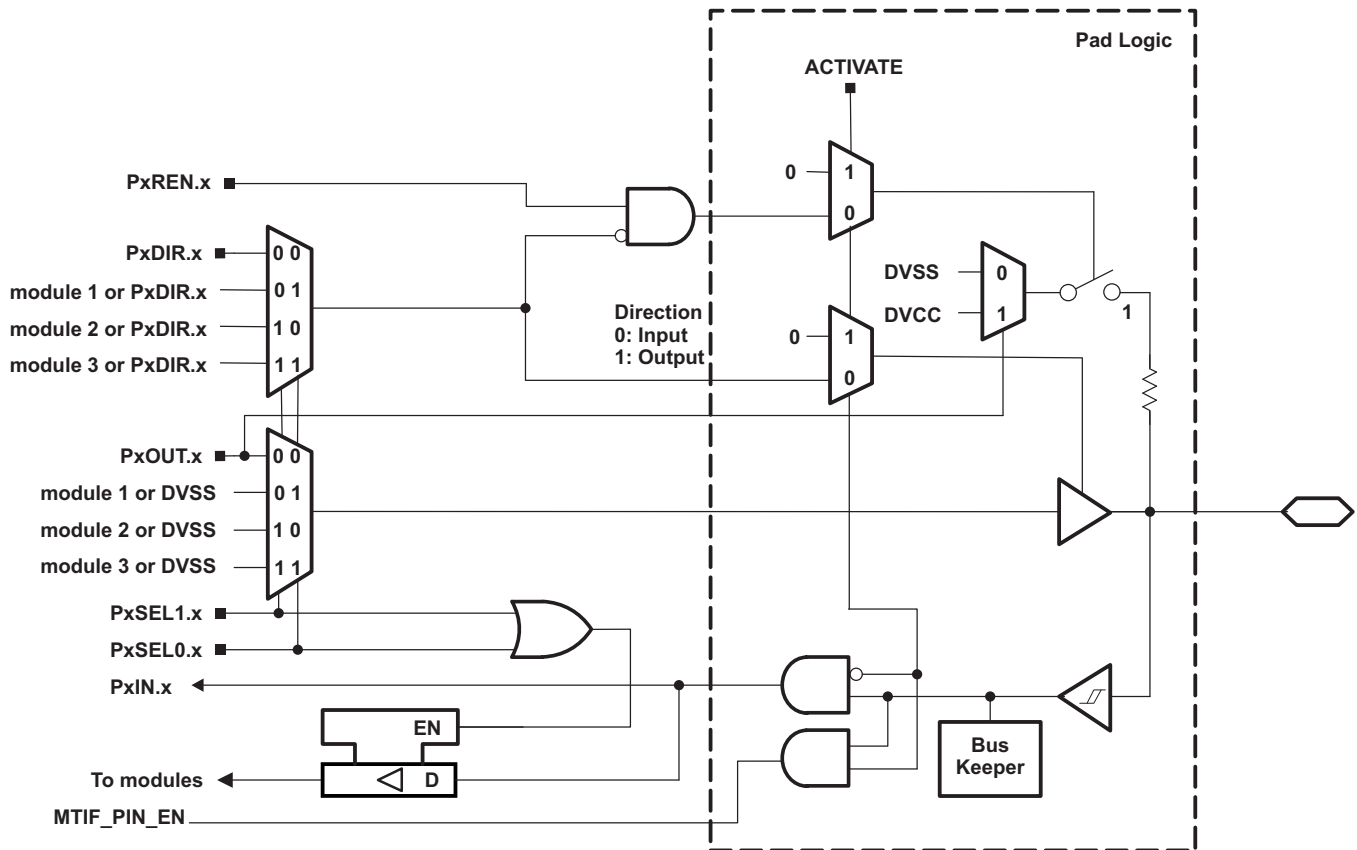 Pad Logic
ACTIVATE
PxREN.x
0
1
0
PxDIR.x
0 0
module 1 or PxDIR.x
0 1
module 2 or PxDIR.x
1 0
module 3 or PxDIR.x
1 1
Direction
0: Input
1: Output
0
1
0
DVSS
0
DVCC
1
1
PxOUT.x
0 0
module 1 or DVSS
0 1
module 2 or DVSS
1 0
module 3 or DVSS
1 1
PxSEL1.x
PxSEL0.x
PxIN.x
EN
D
To modules
MTIF_PIN_EN
Bus
Keeper